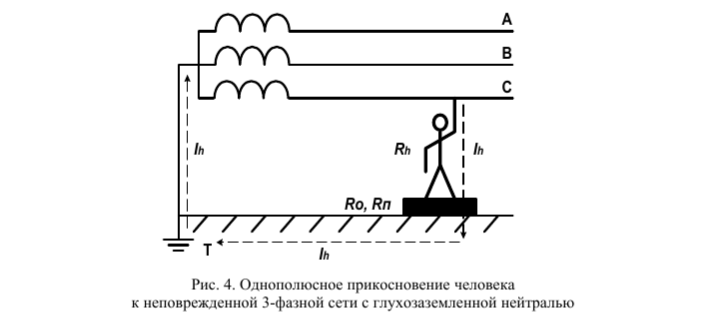 A
B
C
Ih
Rh
Ih
Ro, Rп
T
Ih
Рис. 4. Однополюсное прикосновение человека
к неповрежденной 3-фазной сети с глухозаземленной нейтралью